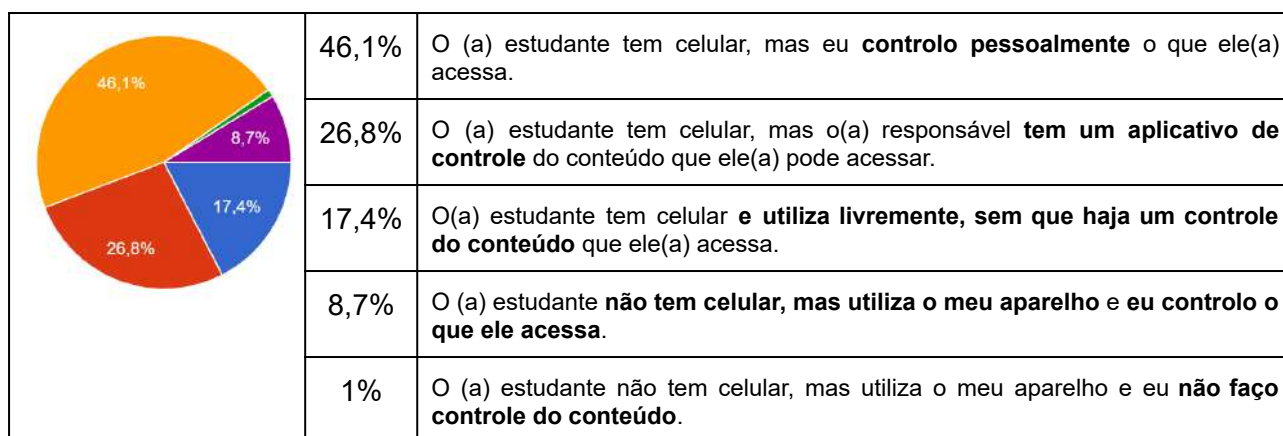 46,1%
8,7%
17,4%
26,8%
46,1%
O (a) estudante tem celular, mas eu controlo pessoalmente o que ele(a)
acessa.
26,8%
O (a) estudante tem celular, mas o(a) responsável tem um aplicativo de
controle do conteúdo que ele(a) pode acessar.
17,4%
O(a) estudante tem celular e utiliza livremente, sem que haja um controle
do conteúdo que ele(a) acessa.
8,7%
O (a) estudante não tem celular, mas utiliza o meu aparelho e eu controlo o
que ele acessa.
1%
O (a) estudante não tem celular, mas utiliza o meu aparelho e eu não faço
controle do conteúdo.